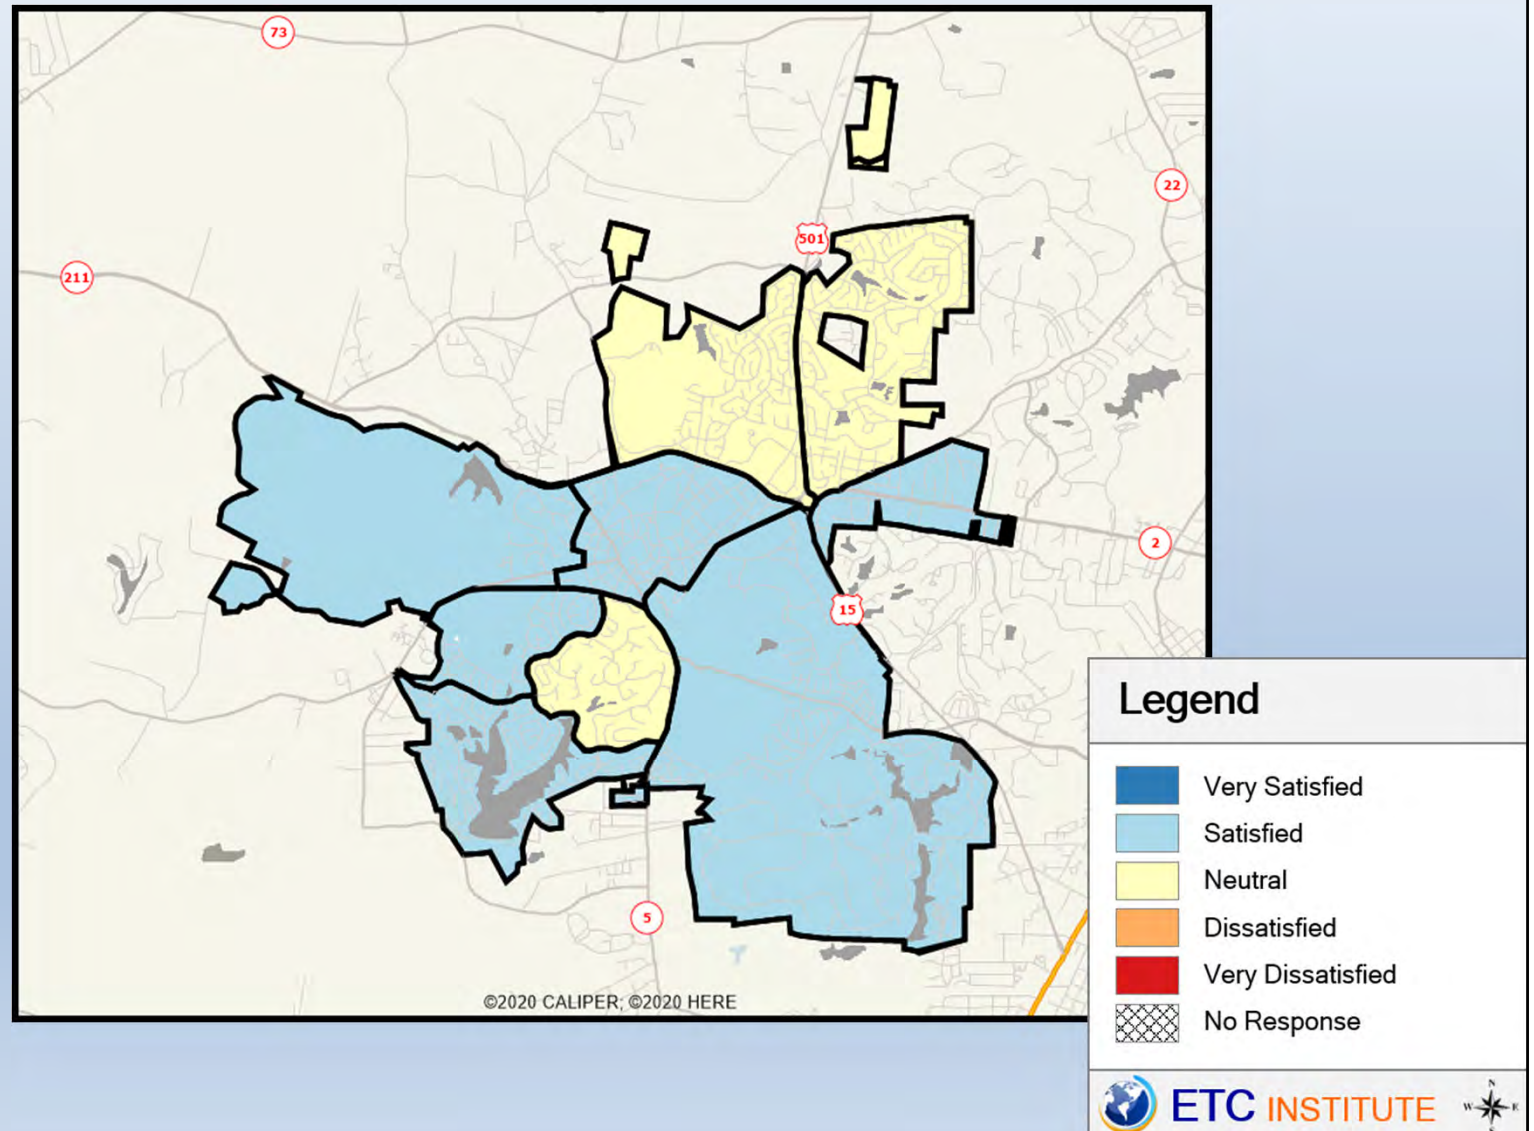 73
22
501
211
2
15
5
©2020 CALIPER; ©2020 HERE
Legend
Very Satisfied
Satisfied
Neutral
Dissatisfied
Very Dissatisfied
No Response
ETC INSTITUTE
N
W E
S